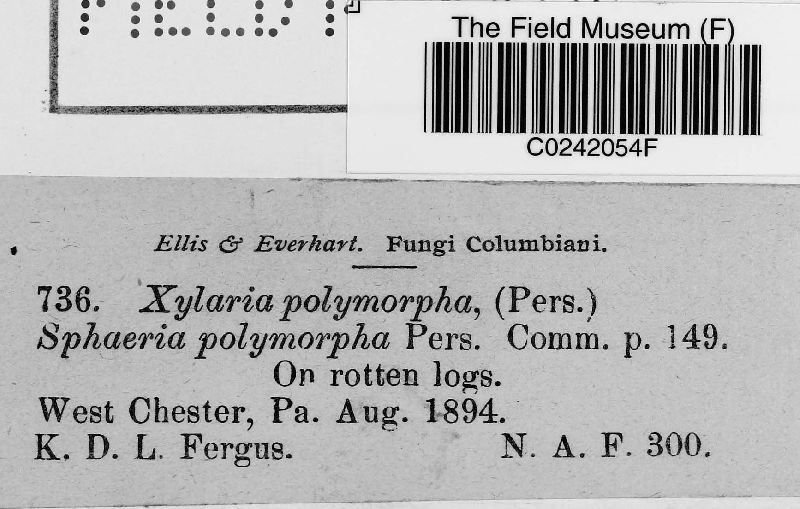 The Field Museum (F)
C0242054F
Ellis & Everhart. Fungi Columbiani.
736. Xylaria polymorpha, (Pers.)
Sphaeria polymorpha Pers. Comm. p. 149.
On rotten logs.
West Chester, Pa. Aug. 1894.
K. D. L. Fergus. N. A. F. 300.